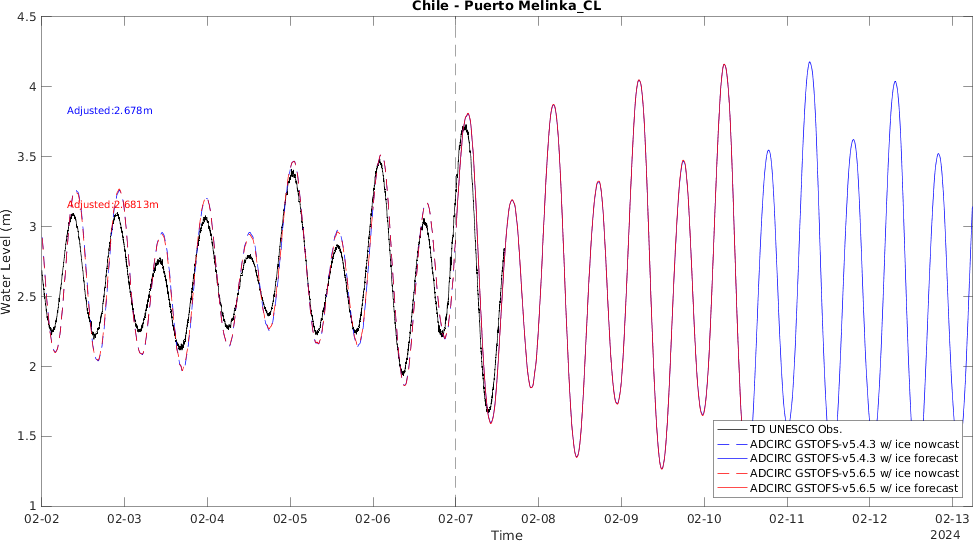 Chile - Puerto Melinka_CL
4.5
4
3.5
3
2.5
2
1.5
1
Water Level (m)
Adjusted:2.678m
Adjusted:2.6813m
TD UNESCO Obs.
ADCIRC GSTOFS-v5.4.3 w/ ice nowcast
ADCIRC GSTOFS-v5.4.3 w/ ice forecast
ADCIRC GSTOFS-v5.6.5 w/ ice nowcast
ADCIRC GSTOFS-v5.6.5 w/ ice forecast
02-02 02-03 02-04 02-05 02-06 02-07 02-08 02-09 02-10 02-11 02-12 02-13
Time
2024